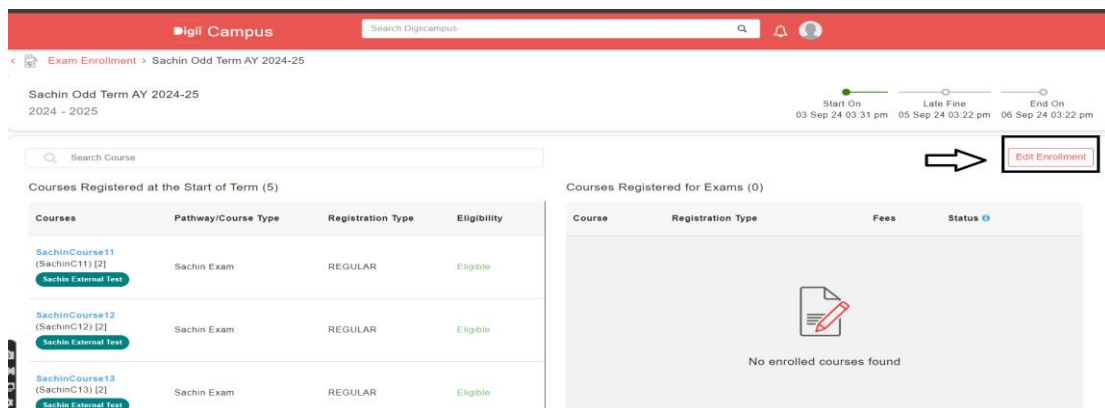 Digii Campus
Search Digiicampus
Exam Enrollment > Sachin Odd Term AY 2024-25
Sachin Odd Term AY 2024-25
2024 - 2025
Start On
03 Sep 24 03:31 pm
Late Fine
05 Sep 24 03:22 pm
End On
06 Sep 24 03:22 pm
Search Course
Edit Enrollment
Courses Registered at the Start of Term (5)
Courses Pathway/Course Type Registration Type Eligibility
SachinCourse11
(SachinC11) [2]
Sachin External Test
Sachin Exam REGULAR Eligible
SachinCourse12
(SachinC12) [2]
Sachin External Test
Sachin Exam REGULAR Eligible
SachinCourse13
(SachinC13) [2]
Sachin External Test
Sachin Exam REGULAR Eligible
Courses Registered for Exams (0)
Course Registration Type Fees Status
No enrolled courses found